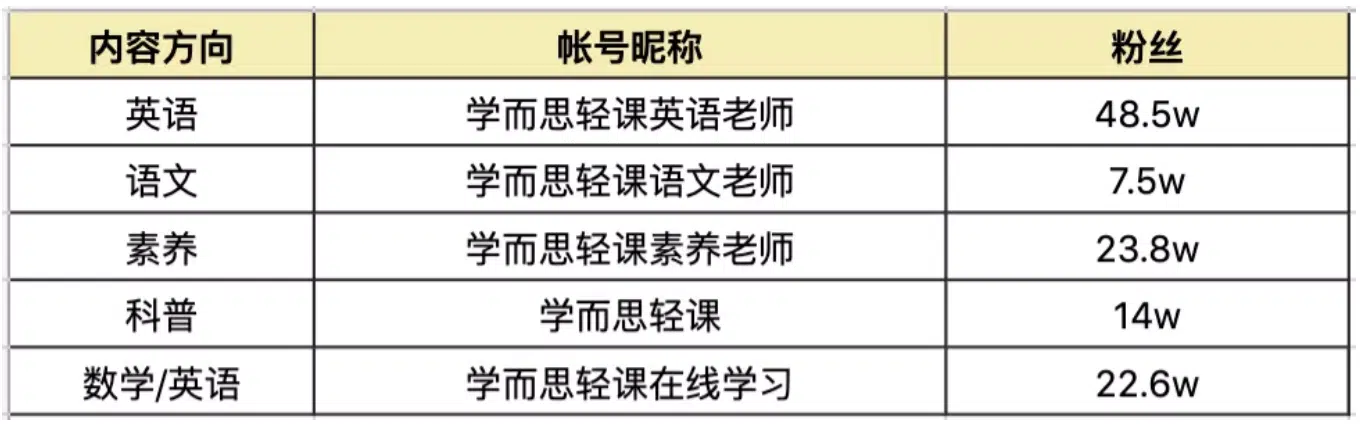 内容方向 帐号昵称 粉丝
英语 学而思轻课英语老师 48.5w
语文 学而思轻课语文老师 7.5w
素养 学而思轻课素养老师 23.8w
科普 学而思轻课 14w
数学/英语 学而思轻课在线学习 22.6w